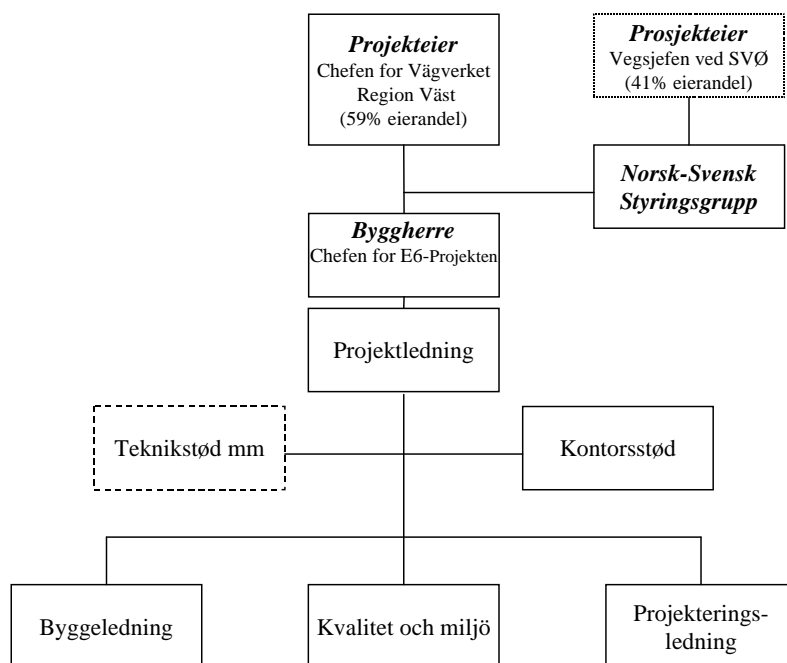 Projekteier
Chefen for Vägverket
Region Väst
(59% eierandel)
Prosjekteier
Vegsjefen ved SVØ
(41% eierandel)
Norsk-Svensk
Styringsgrupp
Byggherre
Chefen for E6-Projekten
Projektledning
Teknikstød mm
Kontorsstød
Byggeledning
Kvalitet och miljö
Projekterings-
ledning